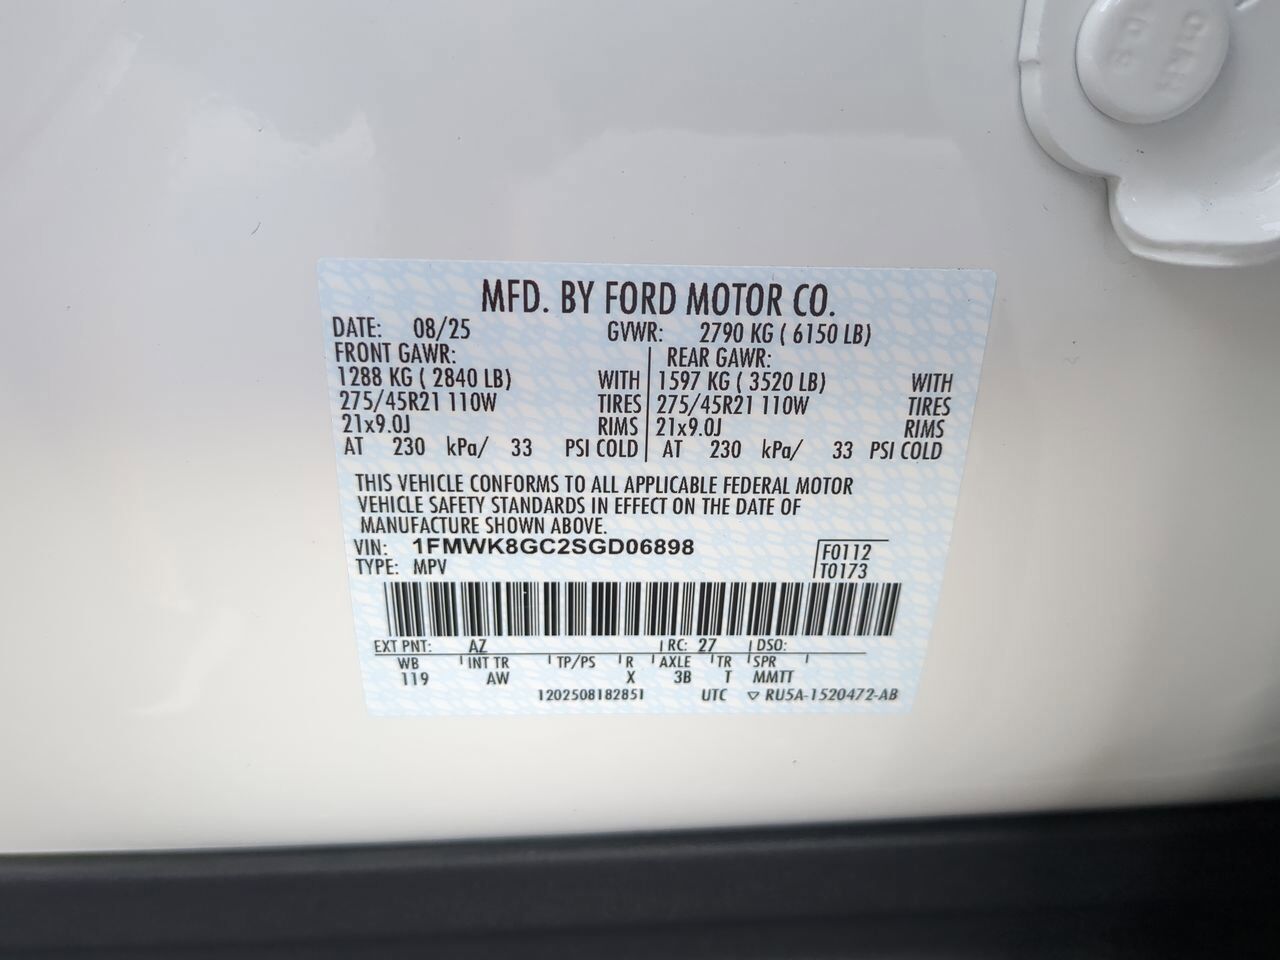 MFD. BY FORD MOTOR CO.
DATE: 08/25 GVWR: 2790 KG ( 6150 LB)
FRONT GAWR: REAR GAWR:
1288 KG ( 2840 LB) WITH 1597 KG ( 3520 LB) WITH
275/45R21 110W TIRES 275/45R21 110W TIRES
21x9.0J RIMS 21x9.0J RIMS
AT 230 kPa/ 33 PSI COLD AT 230 kPa/ 33 PSI COLD
THIS VEHICLE CONFORMS TO ALL APPLICABLE FEDERAL MOTOR
VEHICLE SAFETY STANDARDS IN EFFECT ON THE DATE OF
MANUFACTURE SHOWN ABOVE.
VIN: 1FMWK8GC2SGD06898 F0112
TYPE: MPV T0173
EXT PNT: AZ RC: 27 DSO:
WB INT TR TP/PS R AXLE TR SPR
119 AW X 3B T MMTT
1202508182851 UTC RU5A-1520472-AB